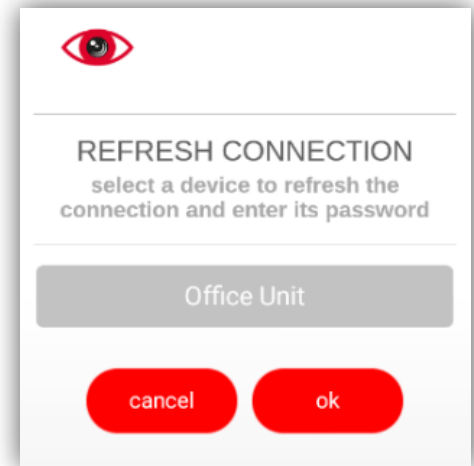 REFRESH CONNECTION
select a device to refresh the
connection and enter its password
Office Unit
cancel ok